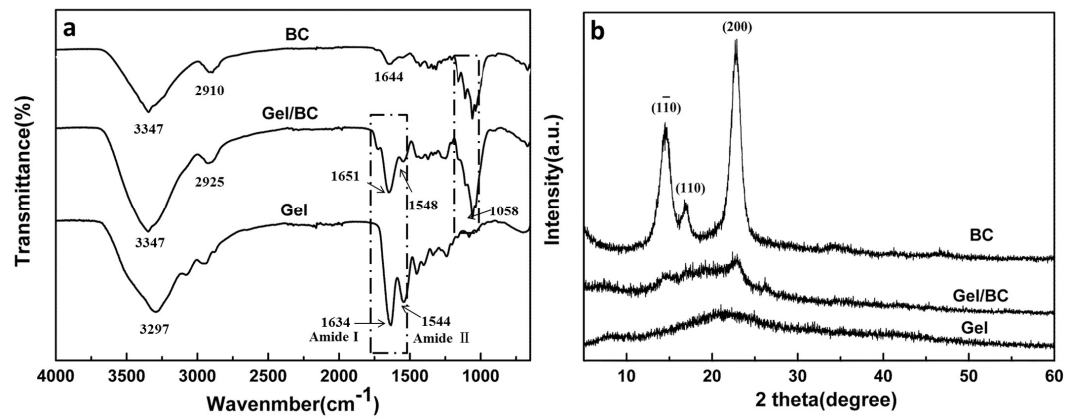 a
BC
2910
1644
3347
Gel/BC
2925
1651
1548
1058
3347
Gel
3297
1634
1544
Amide I
Amide II
Transmittance(%)
4000 3500 3000 2500 2000 1500 1000
Wavenmber(cm-1)
b
(200)
(11̄0)
(110)
BC
Gel/BC
Gel
Intensity(a.u.)
10 20 30 40 50 60
2 theta(degree)